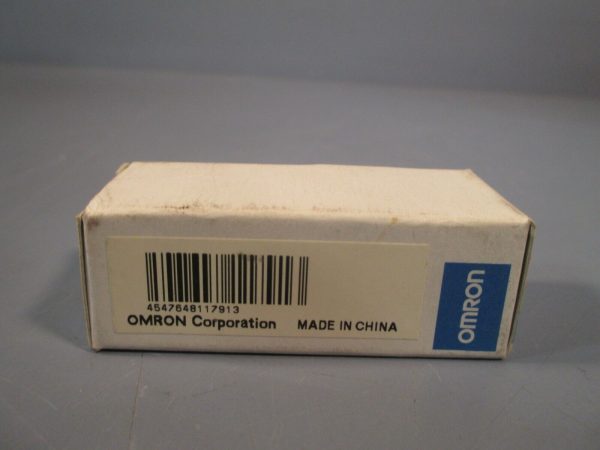 4547648117913
OMRON Corporation MADE IN CHINA
OMRON